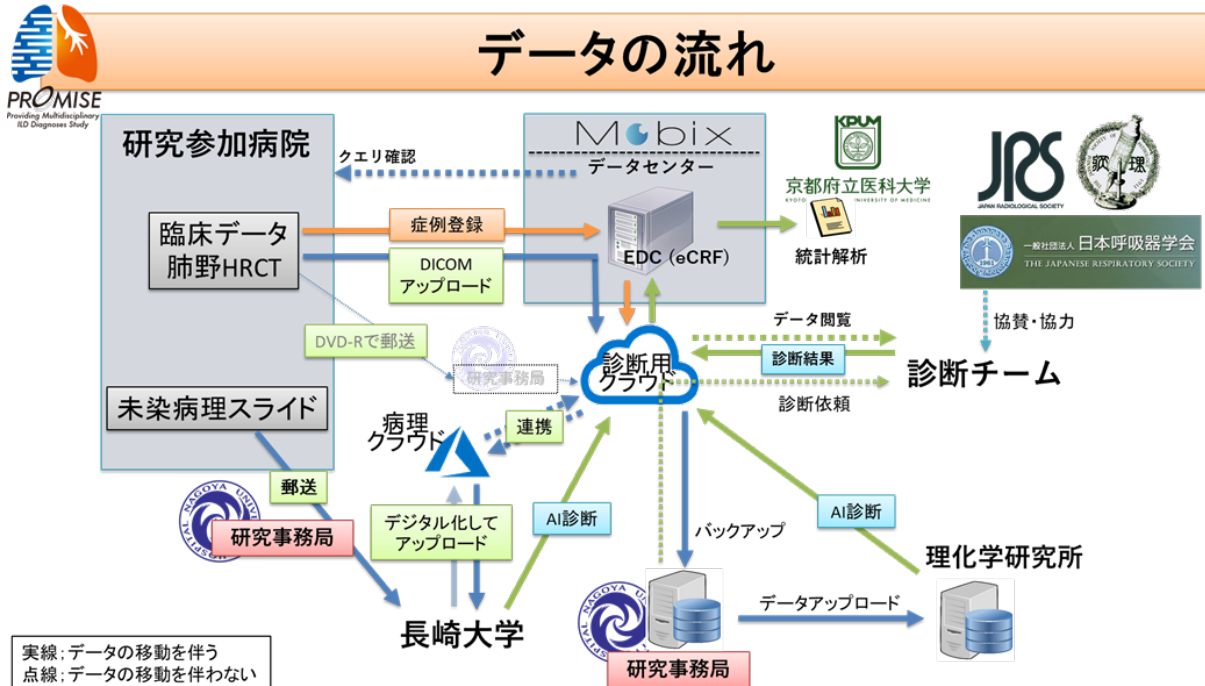 データの流れ
PROMISE
Providing Multidisciplinary
ILD Diagnoses Study
研究参加病院
クエリ確認
Mobix
データセンター
KPUM
京都府立医科大学
KYOTO UNIVERSITY OF MEDICINE
統計解析
JRS
JAPAN RADIOLOGICAL SOCIETY
病理
一般社団法人 日本呼吸器学会
THE JAPANESE RESPIRATORY SOCIETY
臨床データ
肺野HRCT
症例登録
EDC (eCRF)
DICOM
アップロード
データ閲覧
協賛・協力
DVD-Rで郵送
研究事務局
診断用
クラウド
診断結果
診断チーム
診断依頼
未染病理スライド
病理
クラウド
連携
郵送
NAGOYA UNIVE
HOSPITAL
研究事務局
デジタル化して
アップロード
AI診断
バックアップ
AI診断
理化学研究所
長崎大学
NAGOYA
HOSPITAL
データアップロード
研究事務局
実線；データの移動を伴う
点線；データの移動を伴わない